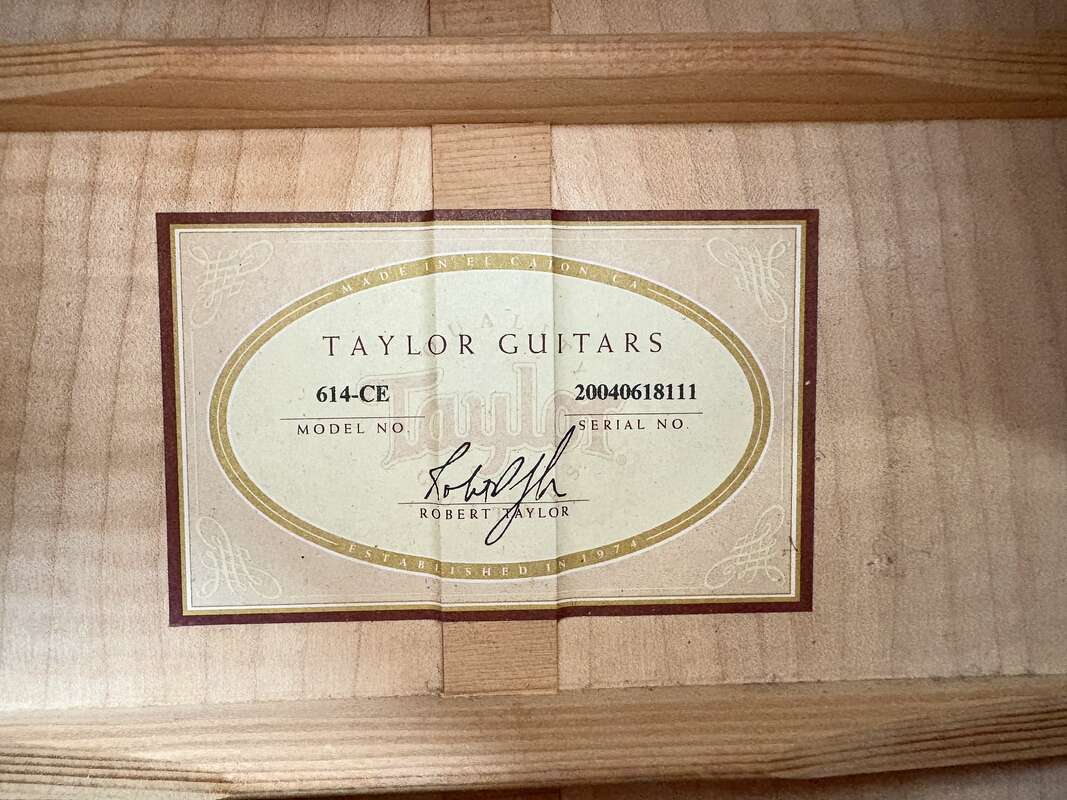 MADE IN EL CAJON, CA
TAYLOR GUITARS
614-CE
20040618111
MODEL NO.
SERIAL NO.
Taylor
ROBERT TAYLOR
ESTABLISHED IN 1974